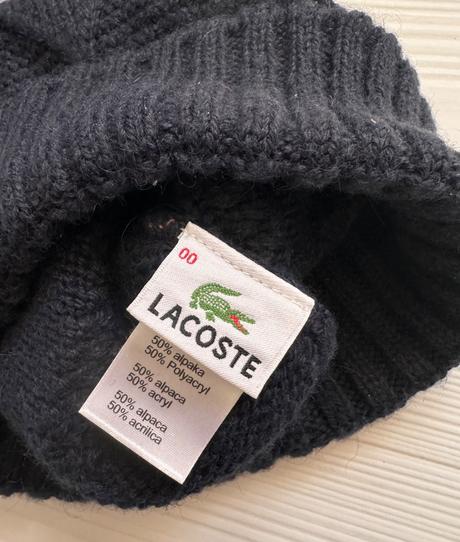 00
LACOSTE
50% alpaka
50% Polyacryl
50% alpaca
50% acryl
50% alpaca
50% acrilica